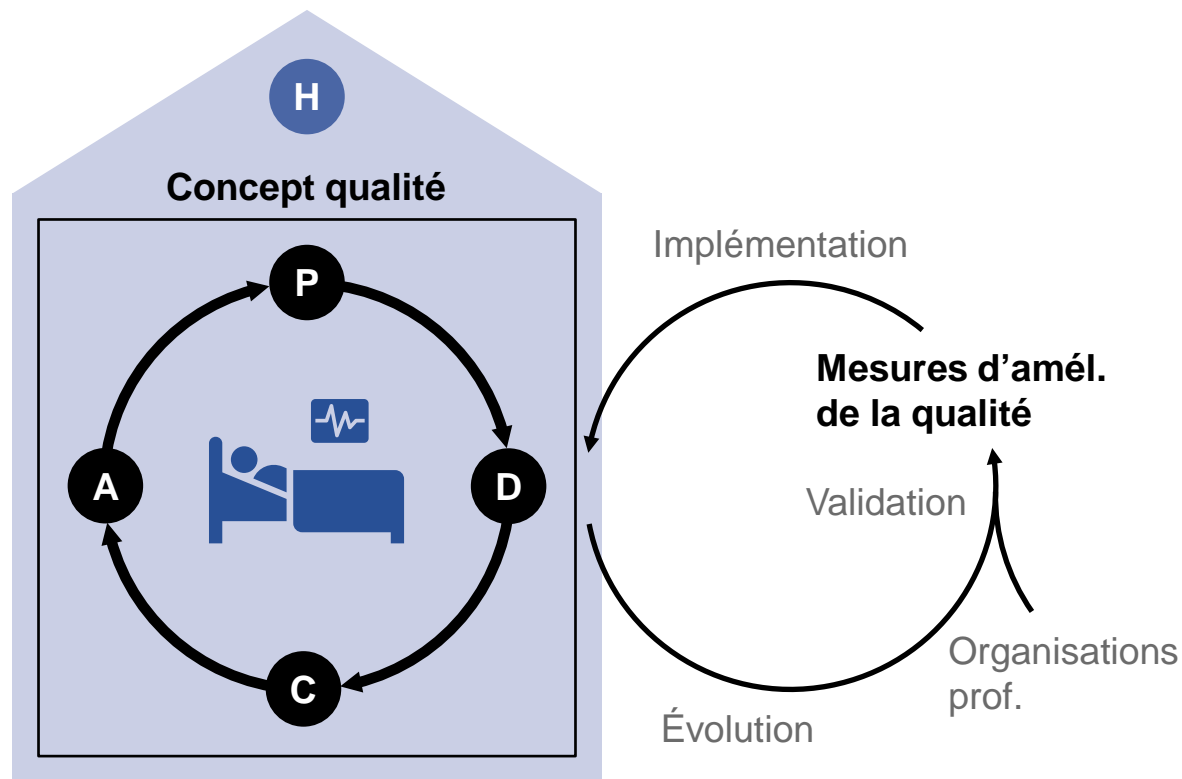 H
Concept qualité
P
D
C
A
Implémentation
Mesures d’amél.
de la qualité
Validation
Organisations
prof.
Évolution